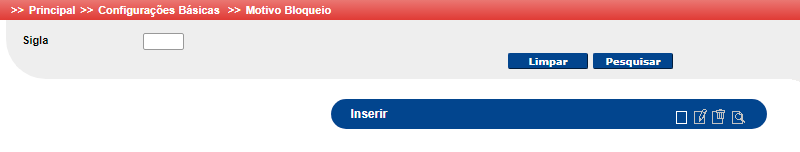 >> Principal >> Configurações Básicas >> Motivo Bloqueio
Sigla
Limpar Pesquisar
Inserir